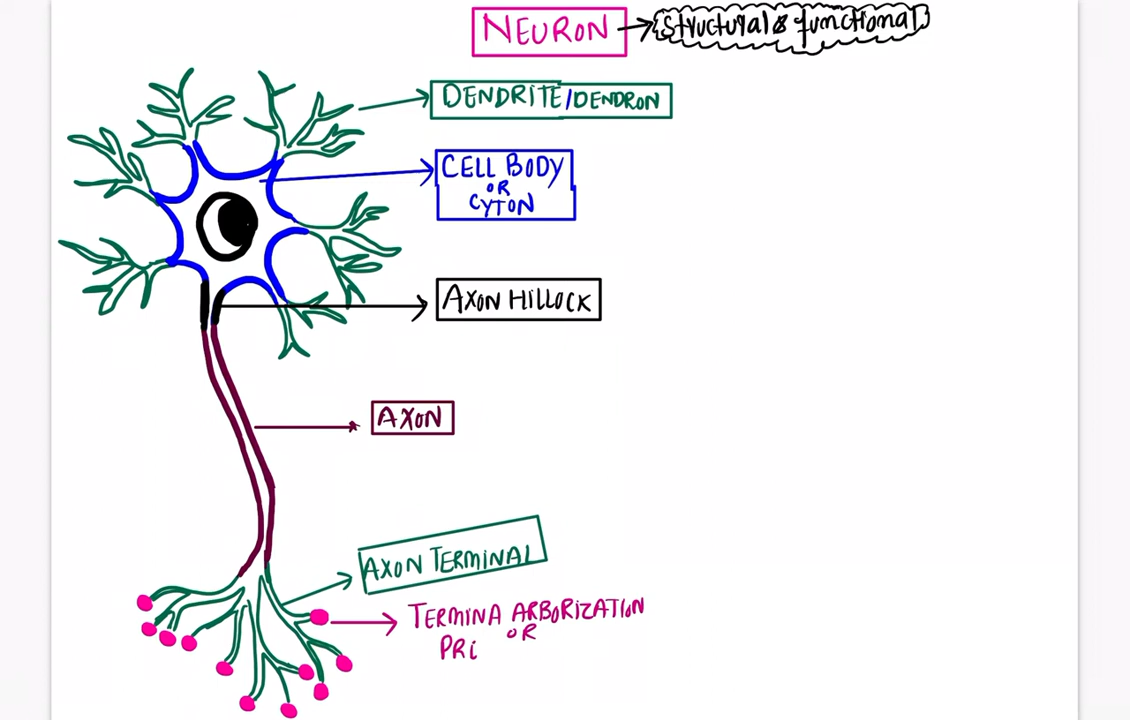 NEURON → Structural & functional
DENDRITE/DENDRON
CELL BODY
OR
CYTON
AXON HILLOCK
AXON
AXON TERMINAL
TERMINA ARBORIZATION
OR
PRI